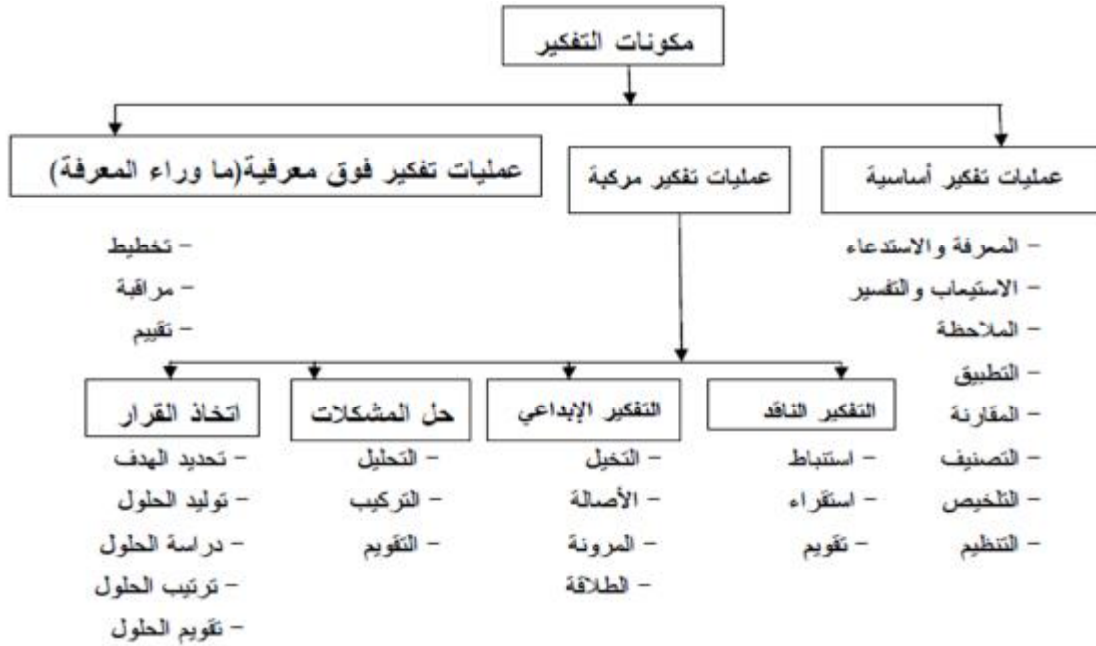 مكونات التفكير
عمليات تفكير أساسية
- المعرفة والاستدعاء
- الاستيعاب والتفسير
- الملاحظة
- التطبيق
- المقارنة
- التصنيف
- التلخيص
- التنظيم
عمليات تفكير مركبة
التفكير الناقد
- استنباط
- استقراء
- تقويم
التفكير الإبداعي
- التخيل
- الأصالة
- المرونة
- الطلاقة
حل المشكلات
- التحليل
- التركيب
- التقويم
اتخاذ القرار
- تحديد الهدف
- توليد الحلول
- دراسة الحلول
- ترتيب الحلول
- تقويم الحلول
عمليات تفكير فوق معرفية(ما وراء المعرفة)
- تخطيط
- مراقبة
- تقييم